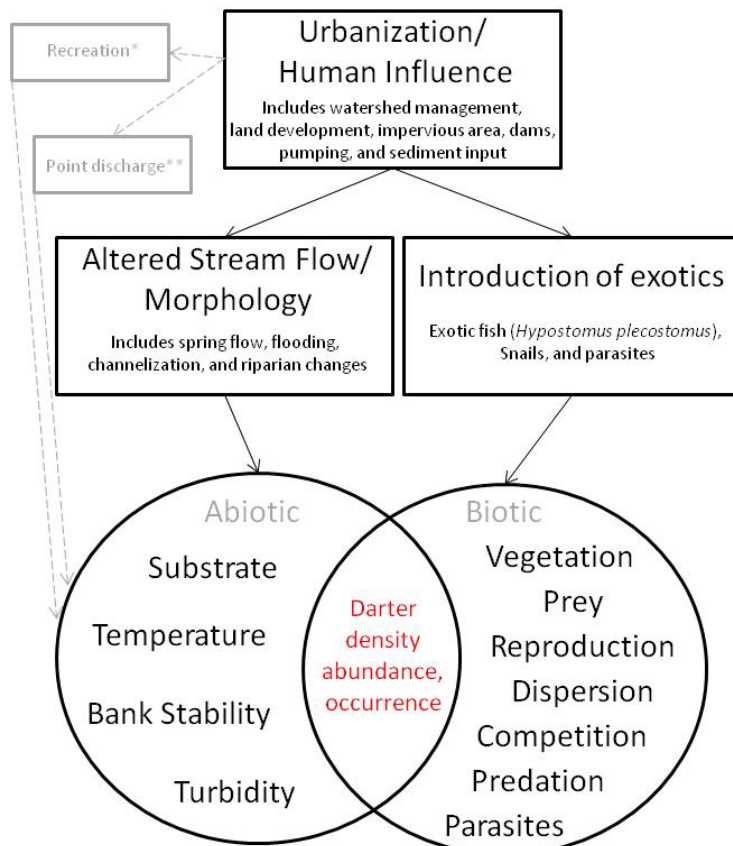 Recreation*
Urbanization/
Human Influence
Includes watershed management,
land development, impervious area, dams,
pumping, and sediment input
Point discharge**
Altered Stream Flow/
Morphology
Includes spring flow, flooding,
channelization, and riparian changes
Introduction of exotics
Exotic fish (Hypostomus plecostomus),
Snails, and parasites
Abiotic
Substrate
Temperature
Bank Stability
Turbidity
Darter
density
abundance,
occurrence
Biotic
Vegetation
Prey
Reproduction
Dispersion
Competition
Predation
Parasites